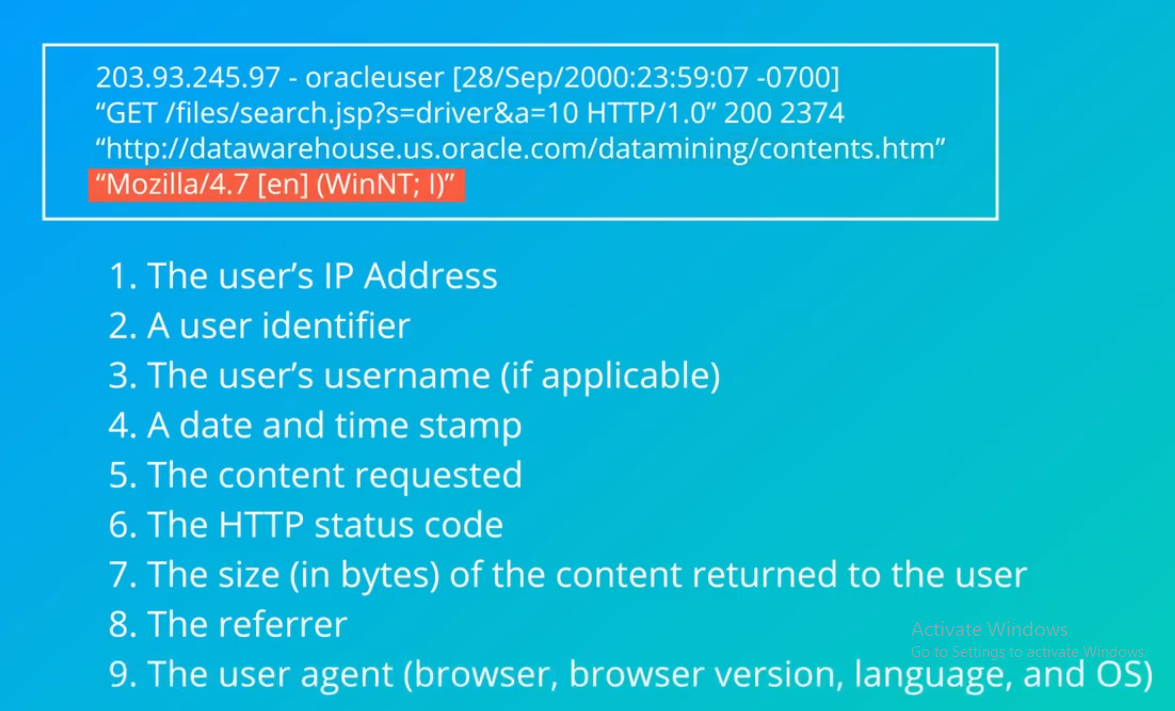 203.93.245.97 - oracleuser [28/Sep/2000:23:59:07 -0700]
“GET /files/search.jsp?s=driver&a=10 HTTP/1.0” 200 2374
“http://datawarehouse.us.oracle.com/datamining/contents.htm”
“Mozilla/4.7 [en] (WinNT; I)”
1. The user’s IP Address
2. A user identifier
3. The user’s username (if applicable)
4. A date and time stamp
5. The content requested
6. The HTTP status code
7. The size (in bytes) of the content returned to the user
8. The referrer
Activate Windows
Go to Settings to activate Windows.
9. The user agent (browser, browser version, language, and OS)